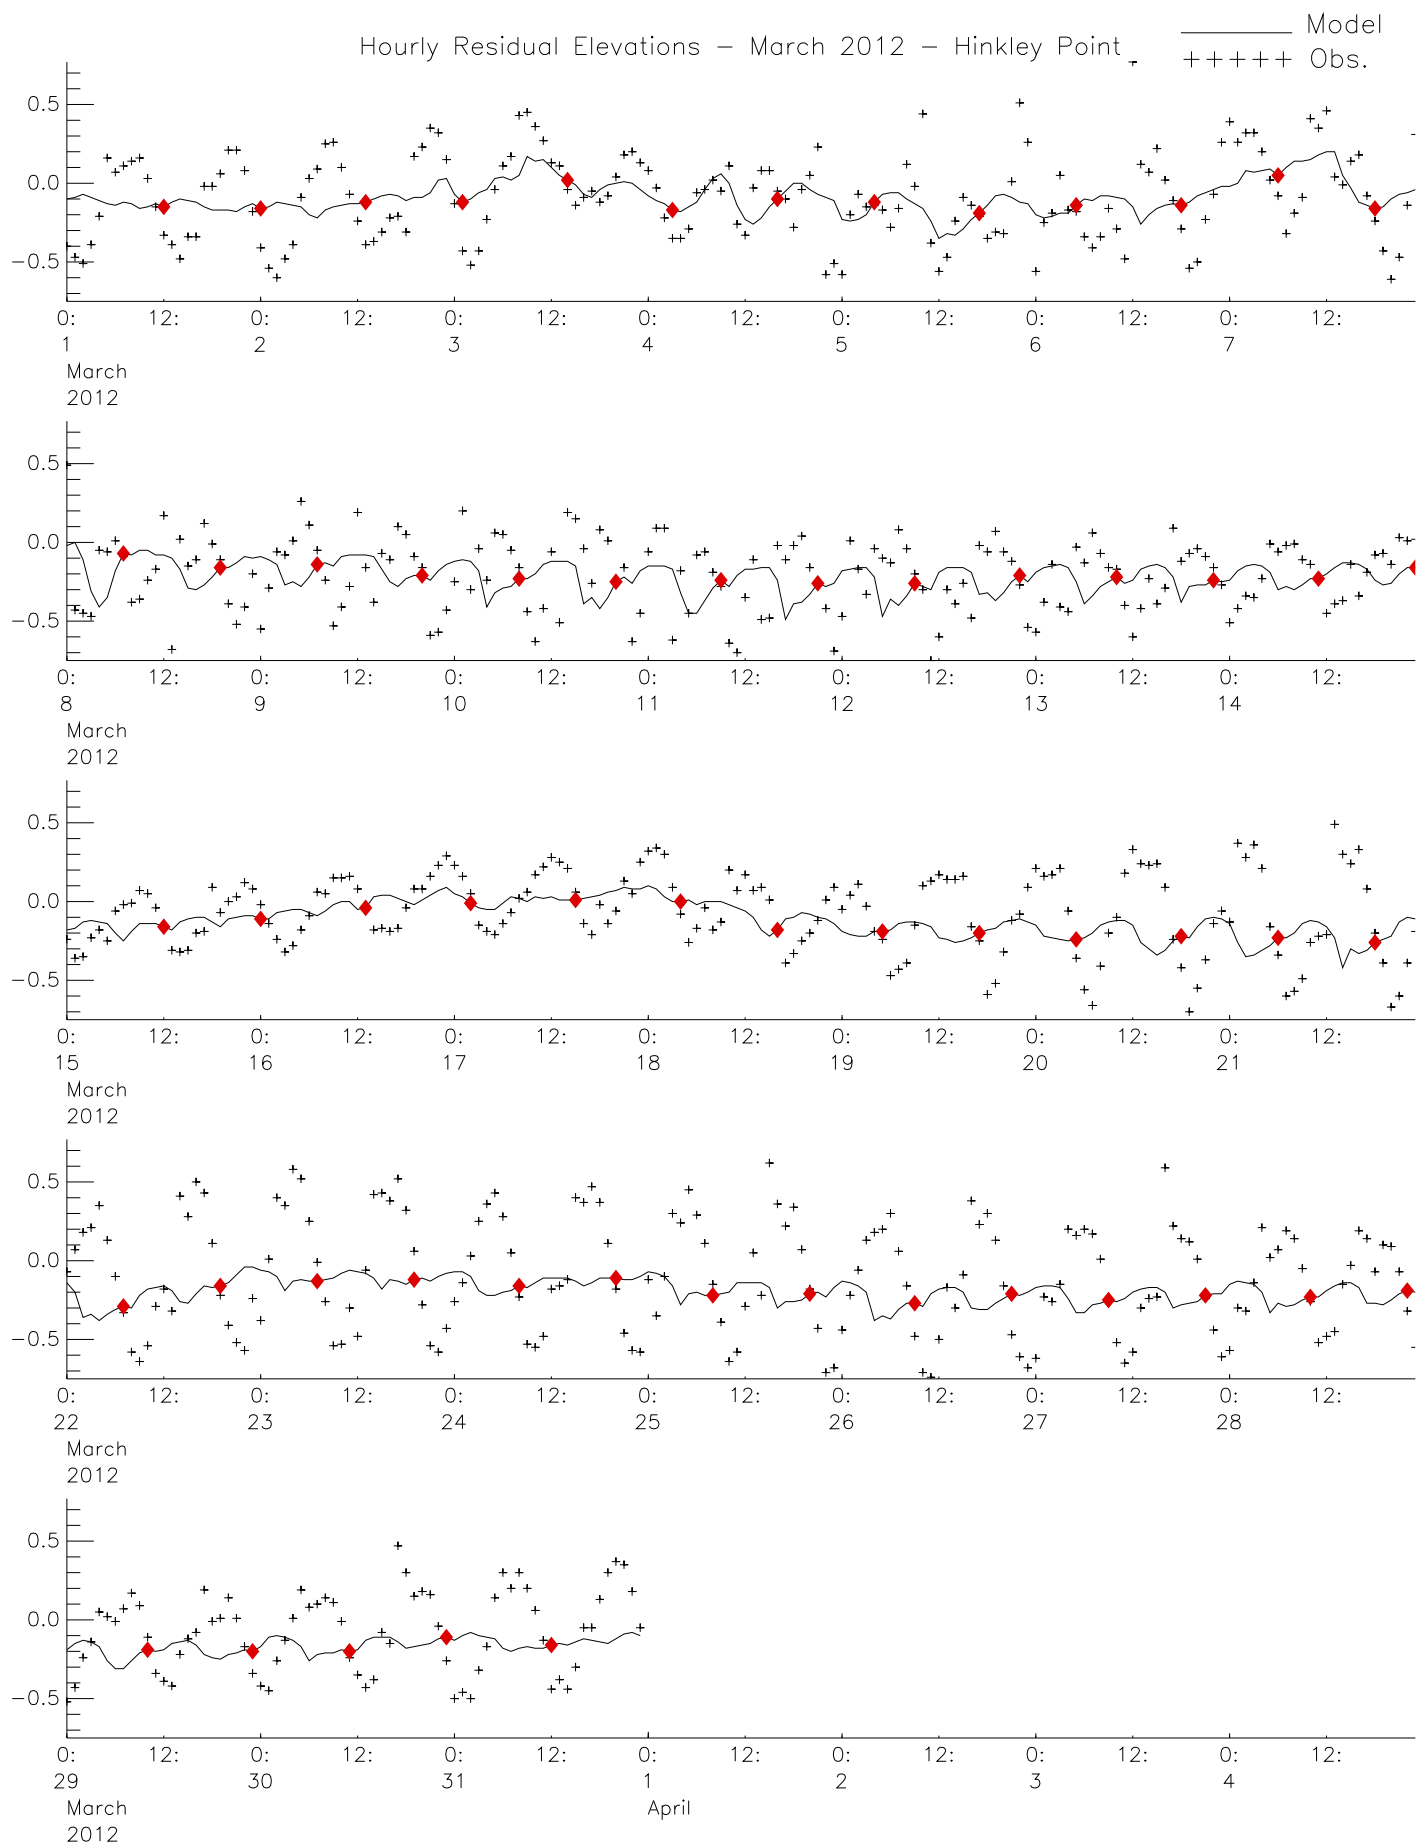 Model
Hourly Residual Elevations − March 2012 − Hinkley Point
+++++ Obs.
0.5
0.0
−0.5
0: 12: 0: 12: 0: 12: 0: 12: 0: 12: 0: 12: 0: 12:
1 2 3 4 5 6 7
March
2012
0.5
0.0
−0.5
0: 12: 0: 12: 0: 12: 0: 12: 0: 12: 0: 12: 0: 12:
8 9 10 11 12 13 14
March
2012
0.5
0.0
−0.5
0: 12: 0: 12: 0: 12: 0: 12: 0: 12: 0: 12: 0: 12:
15 16 17 18 19 20 21
March
2012
0.5
0.0
−0.5
0: 12: 0: 12: 0: 12: 0: 12: 0: 12: 0: 12: 0: 12:
22 23 24 25 26 27 28
March
2012
0.5
0.0
−0.5
0: 12: 0: 12: 0: 12: 0: 12: 0: 12: 0: 12: 0: 12:
29 30 31 1 2 3 4
March April
2012